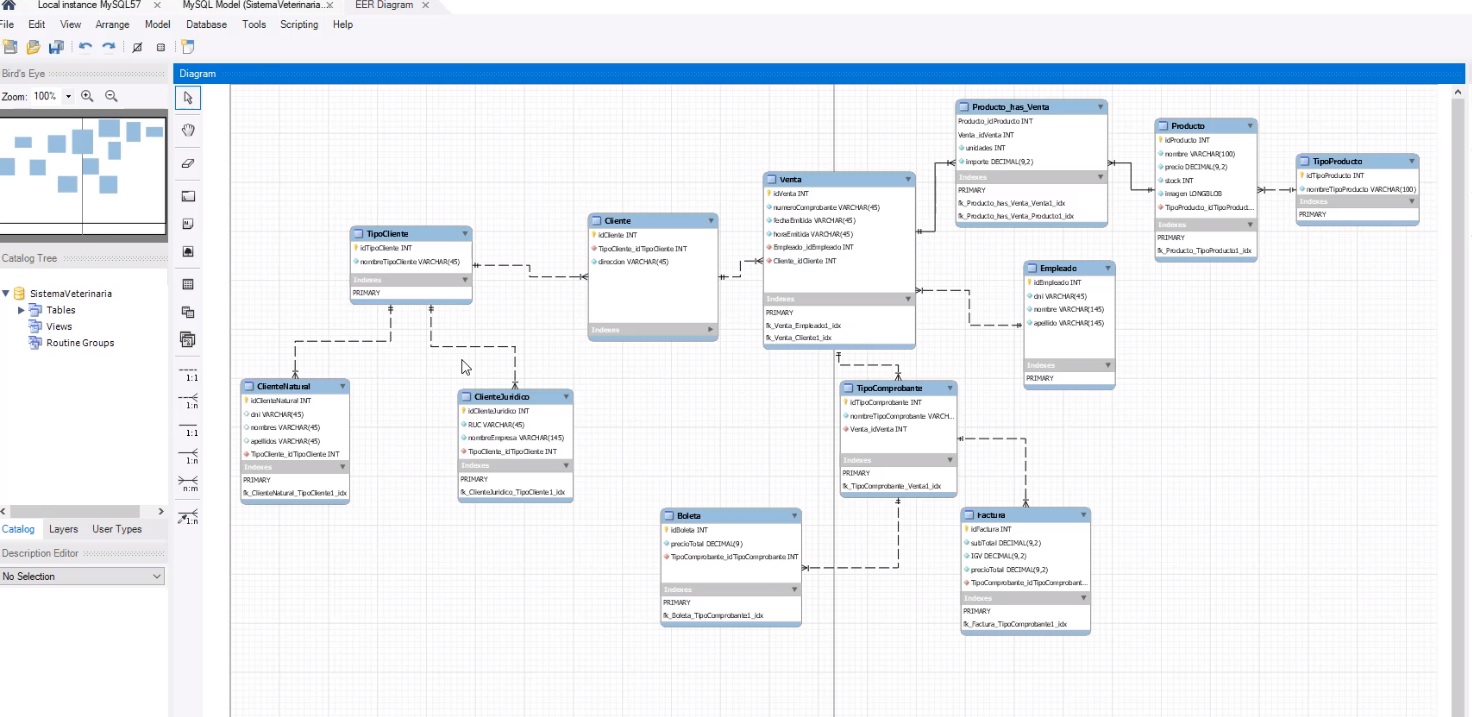 Local instance MySQL57
MySQL Model (SistemaVeterinaria...
EER Diagram
File Edit View Arrange Model Database Tools Scripting Help
Bird's Eye
Zoom: 100%
Catalog Tree
SistemaVeterinaria
Tables
Views
Routine Groups
Catalog Layers User Types
Description Editor
No Selection
Diagram
1:1
1:n
1:1
1:n
n:m
1:n
TipoCliente
idTipoCliente INT
nombreTipoCliente VARCHAR(45)
Indexes
PRIMARY
Cliente
idCliente INT
TipoCliente_idTipoCliente INT
direccion VARCHAR(45)
Indexes
Venta
idVenta INT
numeroComprobante VARCHAR(45)
fechaEmitida VARCHAR(45)
horaEmitida VARCHAR(45)
Empleado_idEmpleado INT
Cliente_idCliente INT
Indexes
PRIMARY
fk_Venta_Empleado1_idx
fk_Venta_Cliente1_idx
Producto_has_Venta
Producto_idProducto INT
Venta_idVenta INT
unidades INT
importe DECIMAL(9,2)
Indexes
PRIMARY
fk_Producto_has_Venta_Venta1_idx
fk_Producto_has_Venta_Producto1_idx
Producto
idProducto INT
nombre VARCHAR(100)
precio DECIMAL(9,2)
stock INT
imagen LONGBLOB
TipoProducto_idTipoProduct...
Indexes
PRIMARY
fk_Producto_TipoProducto1_idx
TipoProducto
idTipoProducto INT
nombreTipoProducto VARCHAR(100)
Indexes
PRIMARY
Empleado
idEmpleado INT
dni VARCHAR(45)
nombre VARCHAR(145)
apellido VARCHAR(145)
Indexes
PRIMARY
ClienteNatural
idClienteNatural INT
dni VARCHAR(45)
nombres VARCHAR(45)
apellidos VARCHAR(45)
TipoCliente_idTipoCliente INT
Indexes
PRIMARY
fk_ClienteNatural_TipoCliente1_idx
ClienteJuridico
idClienteJuridico INT
RUC VARCHAR(45)
nombreEmpresa VARCHAR(145)
TipoCliente_idTipoCliente INT
Indexes
PRIMARY
fk_ClienteJuridico_TipoCliente1_idx
TipoComprobante
idTipoComprobante INT
nombreTipoComprobante VARCH...
Venta_idVenta INT
Indexes
PRIMARY
fk_TipoComprobante_Venta1_idx
Boleta
idBoleta INT
precioTotal DECIMAL(9)
TipoComprobante_idTipoComprobante INT
Indexes
PRIMARY
fk_Boleta_TipoComprobante1_idx
Factura
idFactura INT
subTotal DECIMAL(9,2)
IGV DECIMAL(9,2)
precioTotal DECIMAL(9,2)
TipoComprobante_idTipoComprobant...
Indexes
PRIMARY
fk_Factura_TipoComprobante1_idx